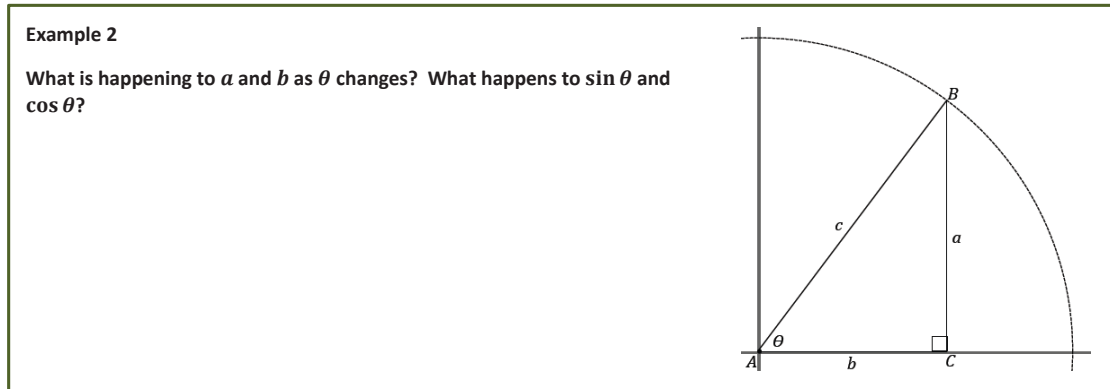 Example 2
What is happening to a and b as θ changes?  What happens to sin θ and
cos θ?
B
c
a
θ
A
b
C